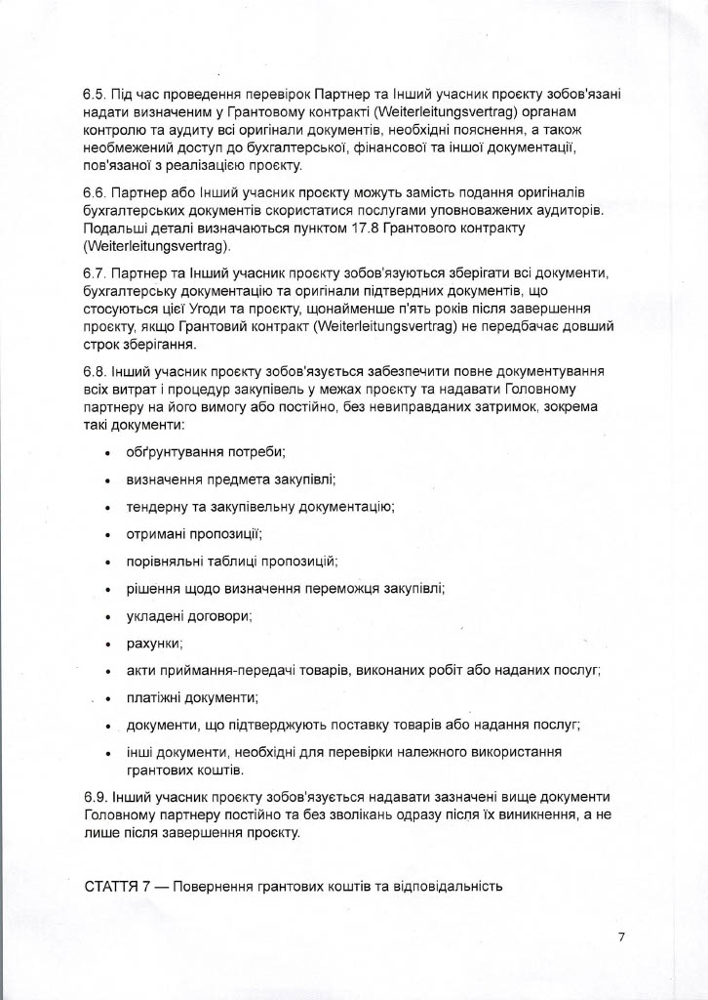 6.5. Під час проведення перевірок Партнер та Інший учасник проєкту зобов'язані
надати визначеним у Грантовому контракті (Weiterleitungsvertrag) органам
контролю та аудиту всі оригінали документів, необхідні пояснення, а також
необмежений доступ до бухгалтерської, фінансової та іншої документації,
пов'язаної з реалізацією проєкту.
6.6. Партнер або Інший учасник проєкту можуть замість подання оригіналів
бухгалтерських документів скористатися послугами уповноважених аудиторів.
Подальші деталі визначаються пунктом 17.8 Грантового контракту
(Weiterleitungsvertrag).
6.7. Партнер та Інший учасник проєкту зобов'язуються зберігати всі документи,
бухгалтерську документацію та оригінали підтвердних документів, що
стосуються цієї Угоди та проєкту, щонайменше п'ять років після завершення
проєкту, якщо Грантовий контракт (Weiterleitungsvertrag) не передбачає довший
строк зберігання.
6.8. Інший учасник проєкту зобов'язується забезпечити повне документування
всіх витрат і процедур закупівель у межах проєкту та надавати Головному
партнеру на його вимогу або постійно, без невиправданих затримок, зокрема
такі документи:
• обґрунтування потреби;
• визначення предмета закупівлі;
• тендерну та закупівельну документацію;
• отримані пропозиції;
• порівняльні таблиці пропозицій;
• рішення щодо визначення переможця закупівлі;
• укладені договори;
• рахунки;
• акти приймання-передачі товарів, виконаних робіт або наданих послуг;
• платіжні документи;
• документи, що підтверджують поставку товарів або надання послуг;
• інші документи, необхідні для перевірки належного використання
грантових коштів.
6.9. Інший учасник проєкту зобов'язується надавати зазначені вище документи
Головному партнеру постійно та без зволікань одразу після їх виникнення, а не
лише після завершення проєкту.
СТАТТЯ 7 — Повернення грантових коштів та відповідальність
7